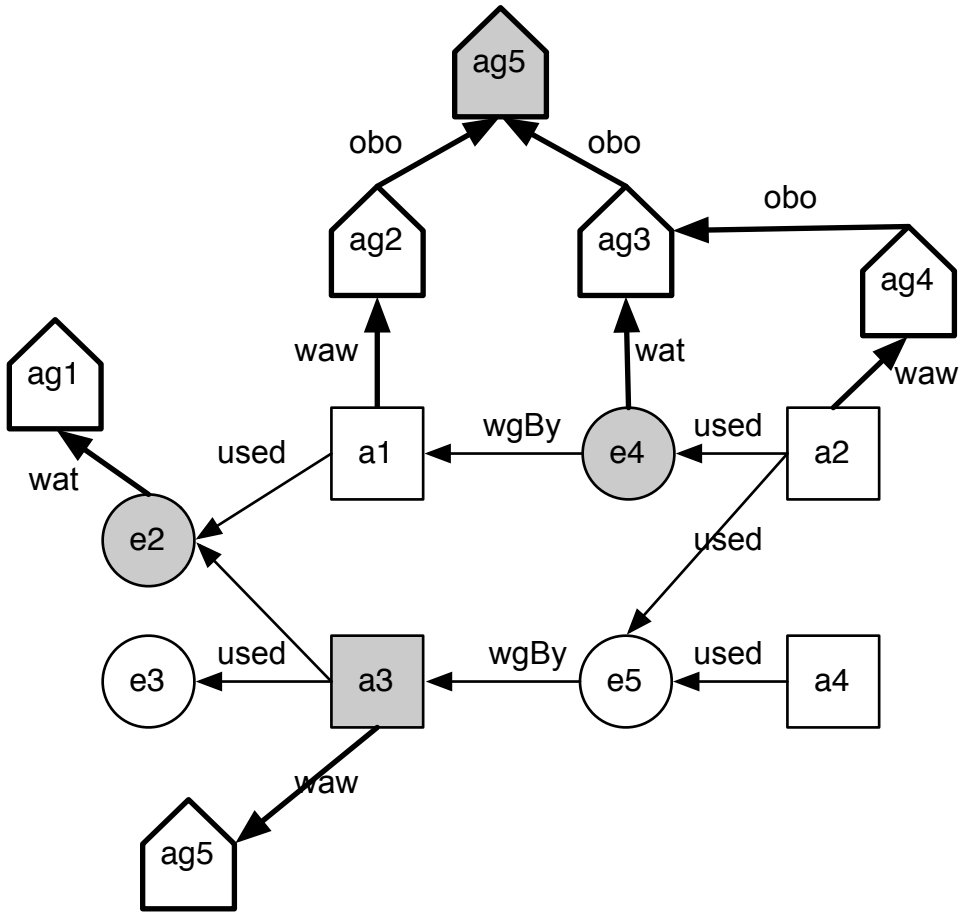 ag5
obo
obo
obo
ag2
ag3
ag4
waw
wat
waw
ag1
used
a1
wgBy
e4
used
a2
wat
e2
used
e3
used
a3
wgBy
e5
used
a4
waw
ag5